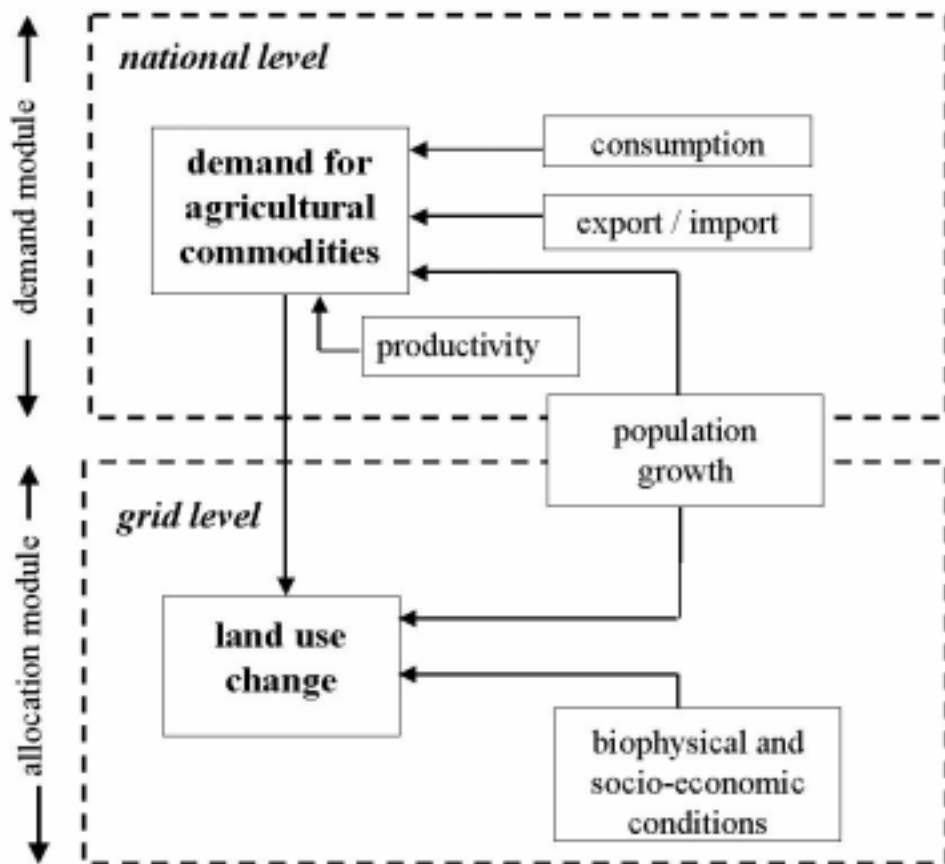 national level
demand module
demand for
agricultural
commodities
consumption
export / import
productivity
population
growth
grid level
allocation module
land use
change
biophysical and
socio-economic
conditions